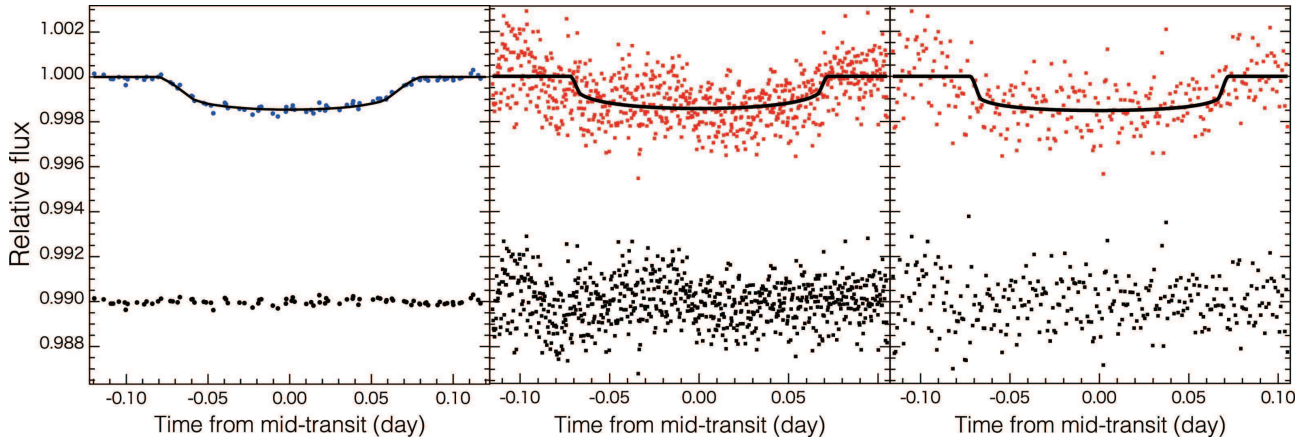 1.002
1.000
0.998
0.996
0.994
0.992
0.990
0.988
Relative flux
-0.10 -0.05 0.00 0.05 0.10
Time from mid-transit (day)
-0.10 -0.05 0.00 0.05 0.10
Time from mid-transit (day)
-0.10 -0.05 0.00 0.05 0.10
Time from mid-transit (day)